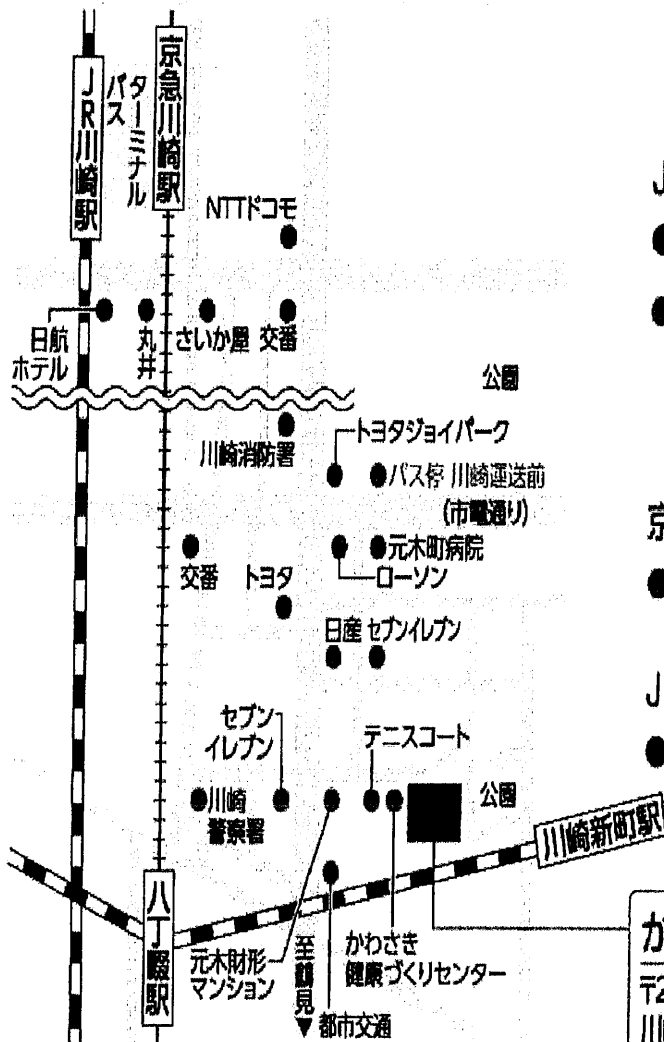 JR川崎駅
バス
ターミナル
京急川崎駅
NTTドコモ
日航
ホテル
丸井
さいか屋
交番
公園
川崎消防署
トヨタジョイパーク
バス停 川崎運送前
(市電通り)
元木町病院
ローソン
交番
トヨタ
日産
セブンイレブン
セブン
イレブン
テニスコート
川崎
警察署
公園
川崎新町駅
八丁畷駅
元木財形
マンション
至鶴見
▼
都市交通
かわさき
健康づくりセンター
J
京
J
か
〒2
川